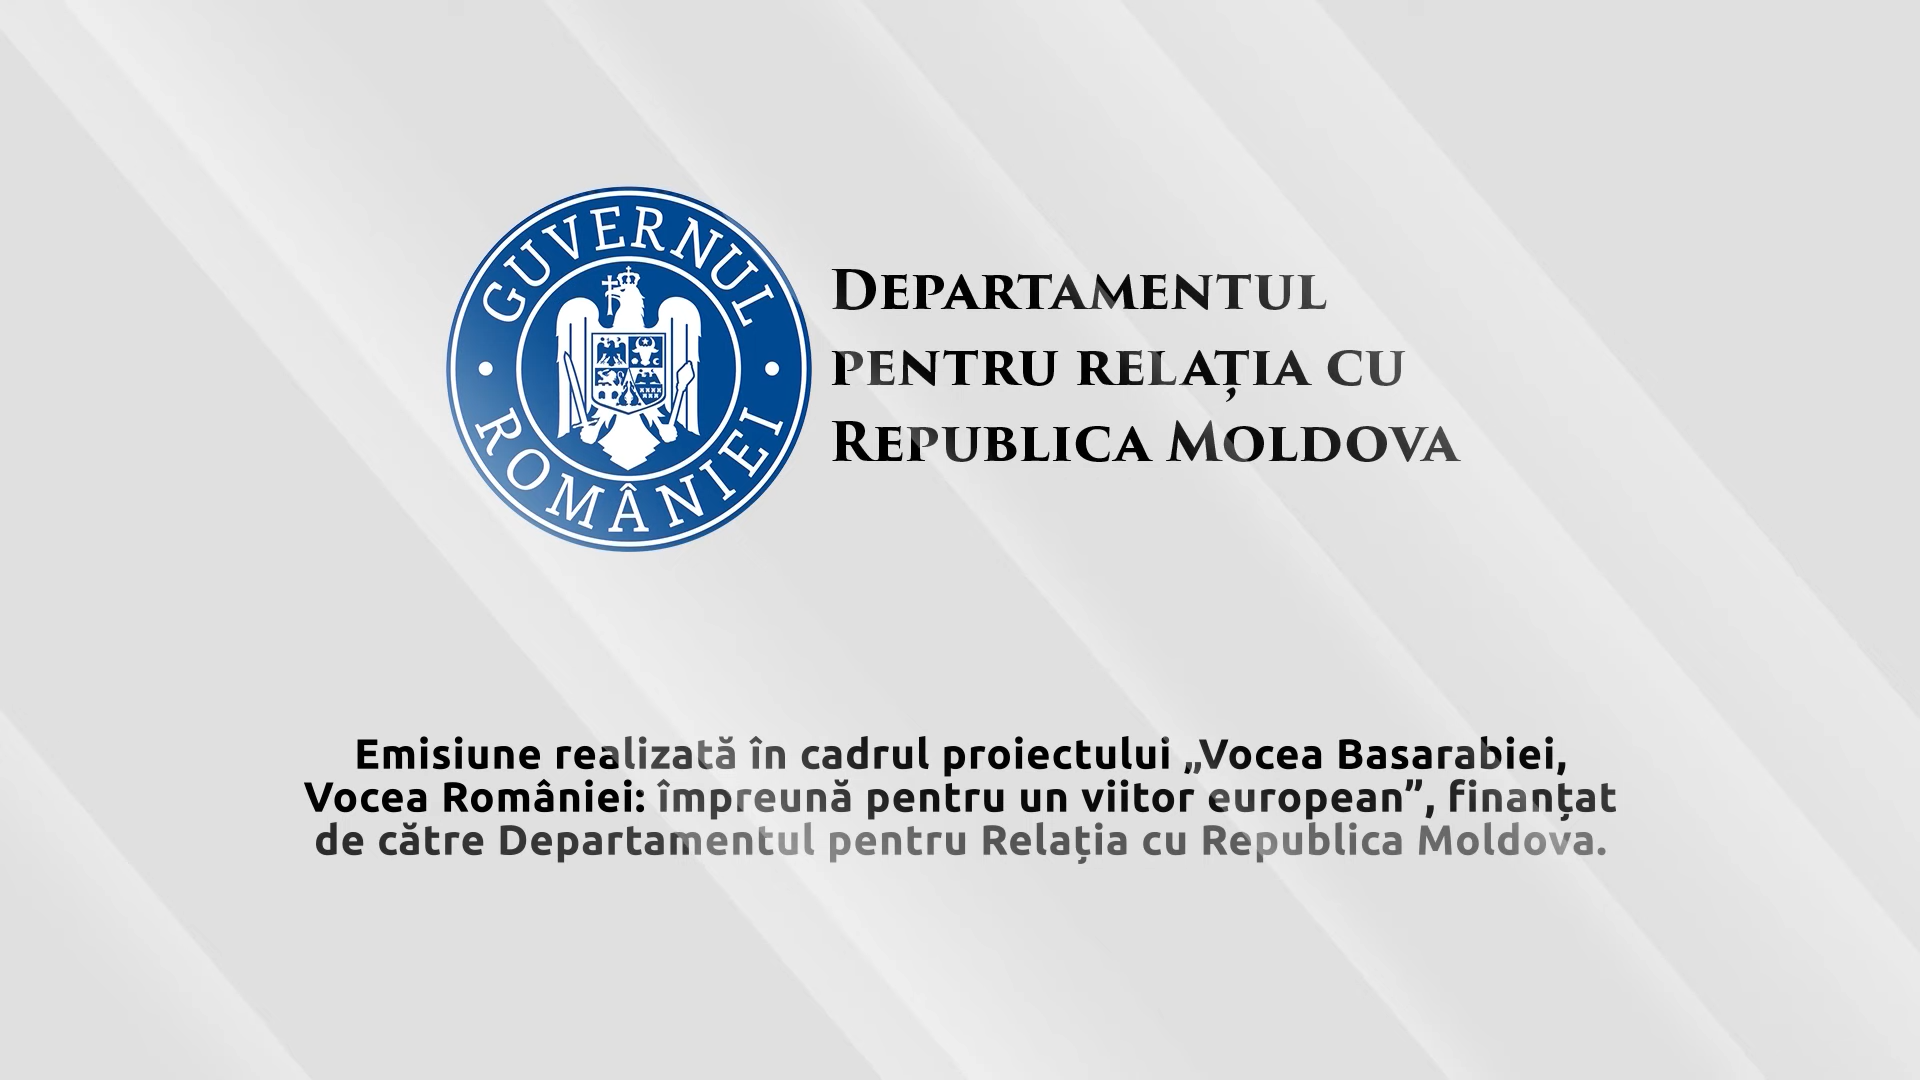 GUVERNUL
ROMÂNIEI
DEPARTAMENTUL
PENTRU RELAȚIA CU
REPUBLICA MOLDOVA
Emisiune realizată în cadrul proiectului „Vocea Basarabiei,
Vocea României: împreună pentru un viitor european”, finanțat
de către Departamentul pentru Relația cu Republica Moldova.